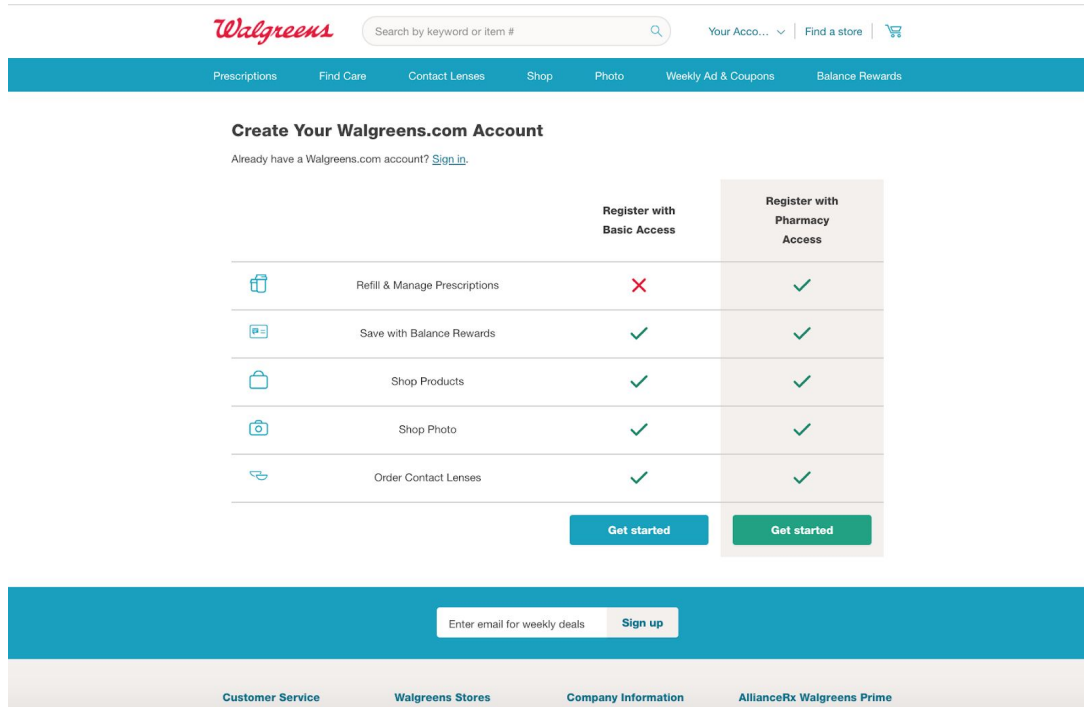 Walgreens
Search by keyword or item #
Your Acco...
Find a store
Prescriptions Find Care Contact Lenses Shop Photo Weekly Ad & Coupons Balance Rewards
Create Your Walgreens.com Account
Already have a Walgreens.com account? Sign in.
Register with
Basic Access
Register with
Pharmacy
Access
Refill & Manage Prescriptions
Save with Balance Rewards
Shop Products
Shop Photo
Order Contact Lenses
Get started
Get started
Enter email for weekly deals Sign up
Customer Service Walgreens Stores Company Information AllianceRx Walgreens Prime